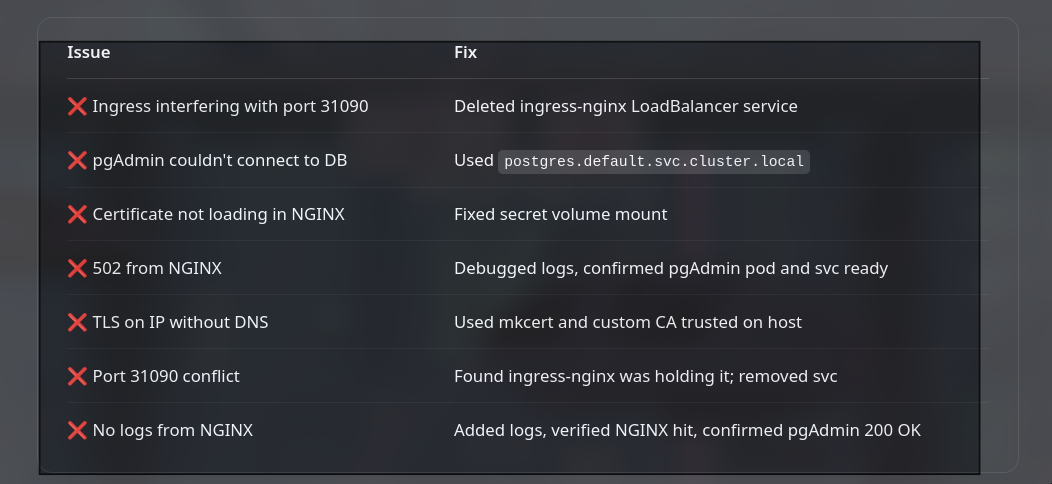 Issue Fix
❌ Ingress interfering with port 31090 Deleted ingress-nginx LoadBalancer service
❌ pgAdmin couldn't connect to DB Used postgres.default.svc.cluster.local
❌ Certificate not loading in NGINX Fixed secret volume mount
❌ 502 from NGINX Debugged logs, confirmed pgAdmin pod and svc ready
❌ TLS on IP without DNS Used mkcert and custom CA trusted on host
❌ Port 31090 conflict Found ingress-nginx was holding it; removed svc
❌ No logs from NGINX Added logs, verified NGINX hit, confirmed pgAdmin 200 OK